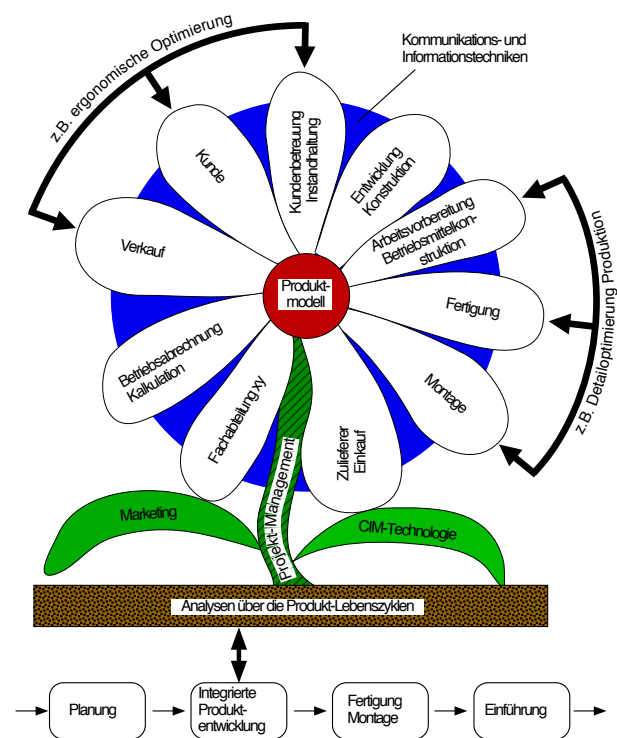 z.B. ergonomische Optimierung
Kommunikations- und
Informationstechniken
Kunde
Kundenbetreuung
Instandhaltung
Entwicklung
Konstruktion
Arbeitsvorbereitung
Betriebsmittelkon-
struktion
Verkauf
Produkt-
modell
Fertigung
z.B. Detailoptimierung Produktion
Betriebsabrechnung
Kalkulation
Montage
Fachabteilung xy
Zulieferer
Einkauf
Projekt-Management
Marketing
CIM-Technologie
Analysen über die Produkt-Lebenszyklen
Planung
Integrierte
Produkt-
entwicklung
Fertigung
Montage
Einführung